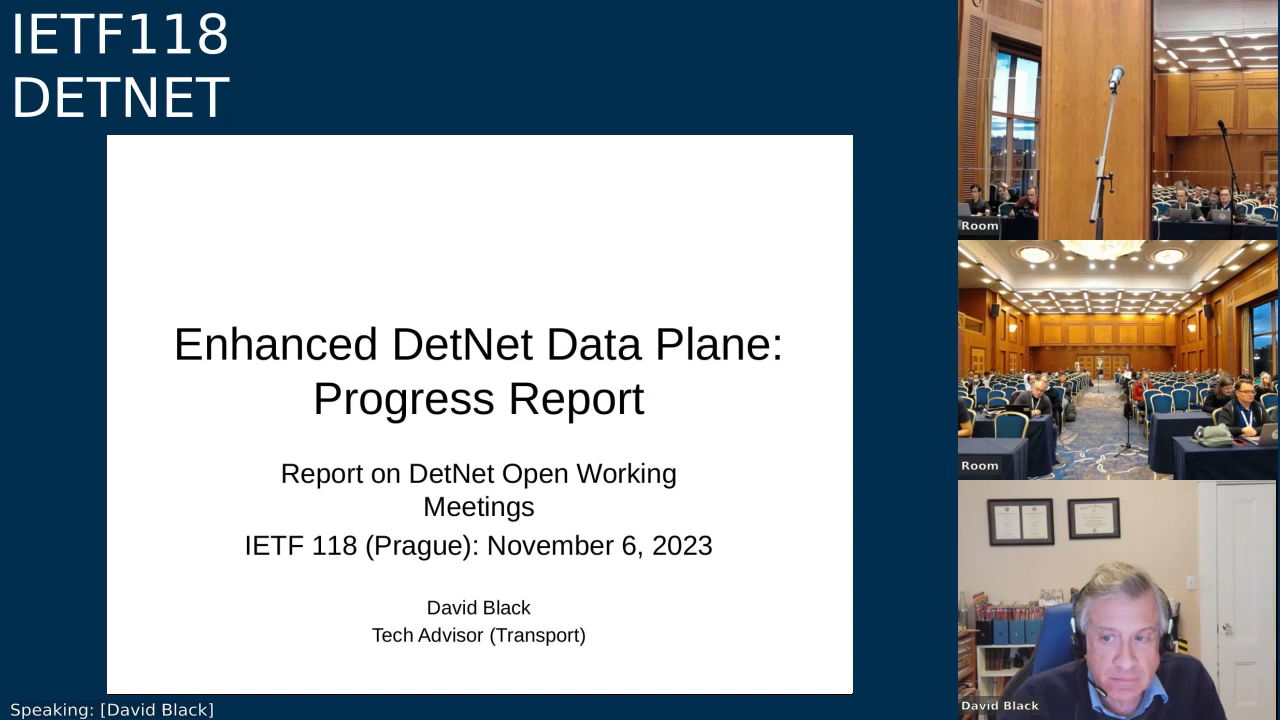 IETF118
DETNET
Enhanced DetNet Data Plane:
Progress Report
Report on DetNet Open Working
Meetings
IETF 118 (Prague): November 6, 2023
David Black
Tech Advisor (Transport)
Speaking: [David Black]
Room
Room
David Black